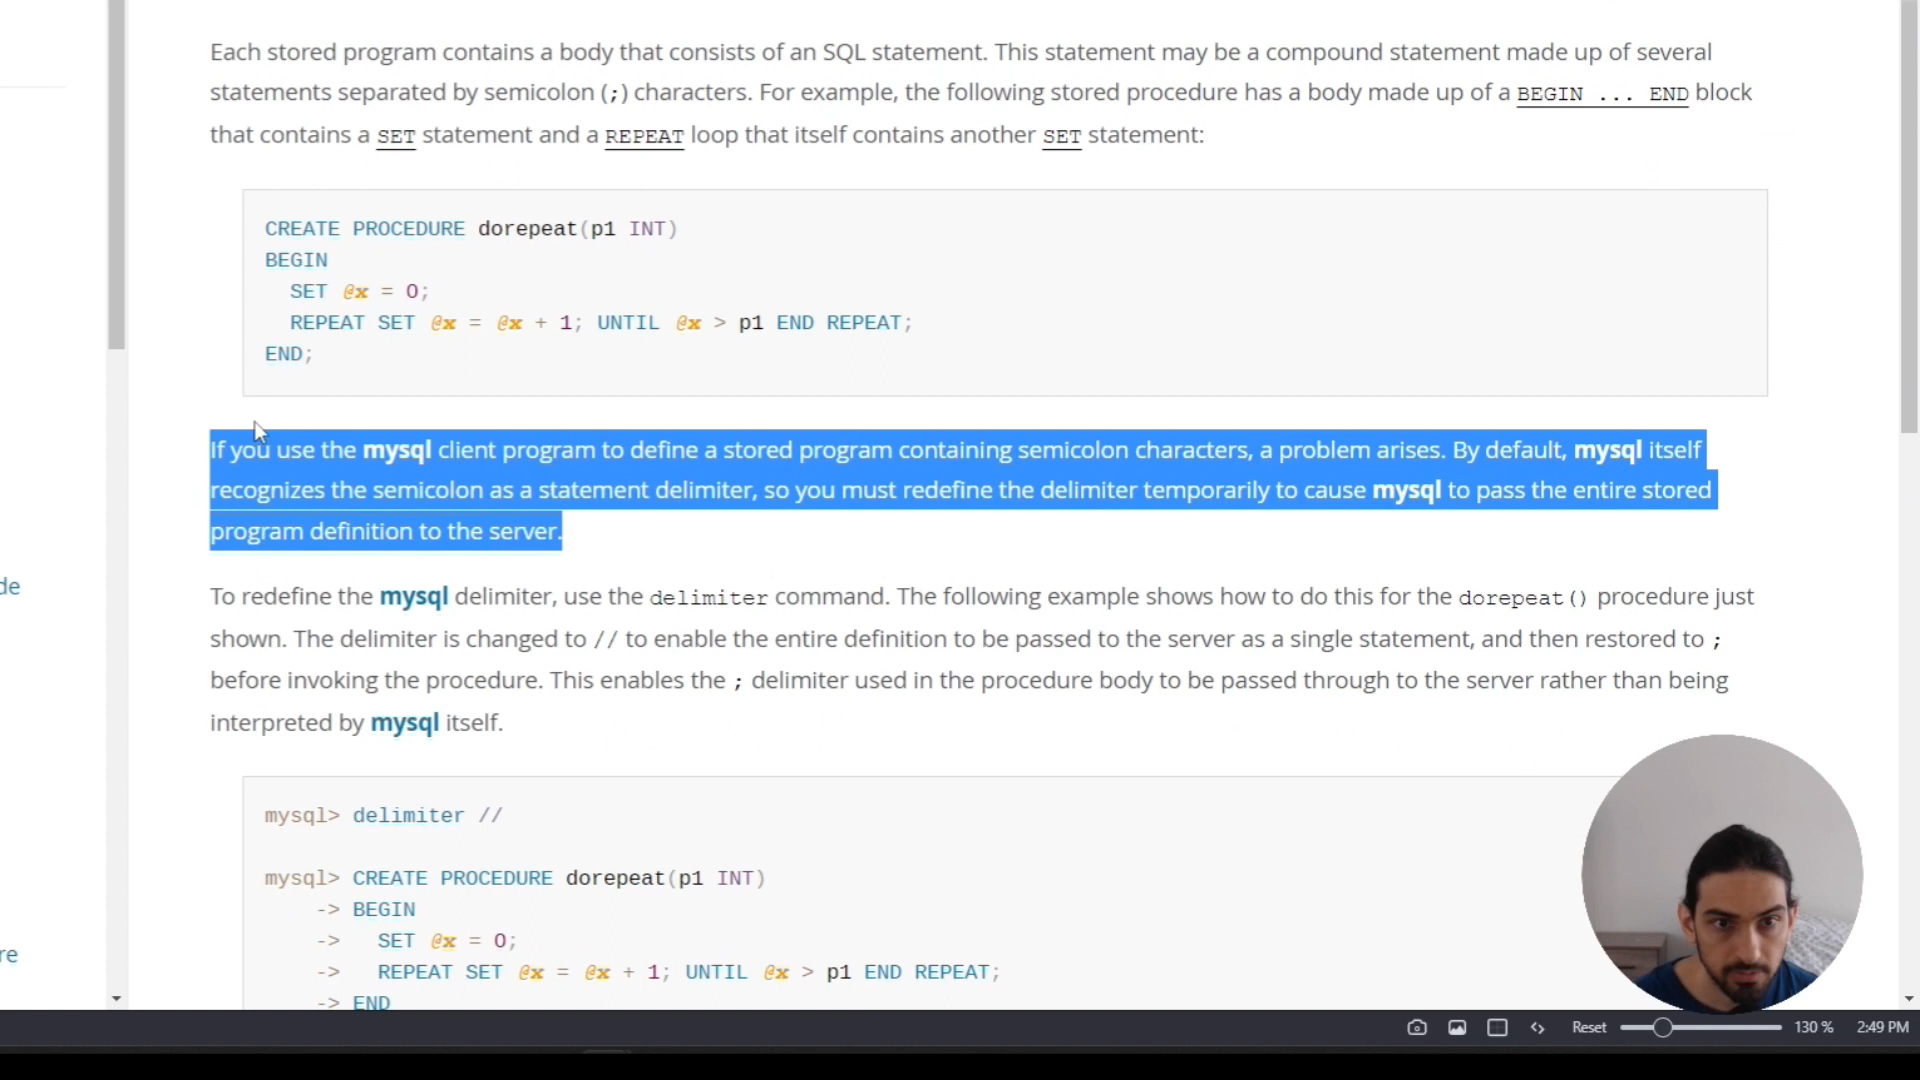 Each stored program contains a body that consists of an SQL statement. This statement may be a compound statement made up of several
statements separated by semicolon (;) characters. For example, the following stored procedure has a body made up of a BEGIN ... END block
that contains a SET statement and a REPEAT loop that itself contains another SET statement:
CREATE PROCEDURE dorepeat(p1 INT)
BEGIN
SET @x = 0;
REPEAT SET @x = @x + 1; UNTIL @x > p1 END REPEAT;
END;
If you use the mysql client program to define a stored program containing semicolon characters, a problem arises. By default, mysql itself
recognizes the semicolon as a statement delimiter, so you must redefine the delimiter temporarily to cause mysql to pass the entire stored
program definition to the server.
To redefine the mysql delimiter, use the delimiter command. The following example shows how to do this for the dorepeat() procedure just
shown. The delimiter is changed to // to enable the entire definition to be passed to the server as a single statement, and then restored to ;
before invoking the procedure. This enables the ; delimiter used in the procedure body to be passed through to the server rather than being
interpreted by mysql itself.
mysql> delimiter //
mysql> CREATE PROCEDURE dorepeat(p1 INT)
-> BEGIN
-> SET @x = 0;
-> REPEAT SET @x = @x + 1; UNTIL @x > p1 END REPEAT;
-> END
de
re
Reset 130 % 2:49 PM